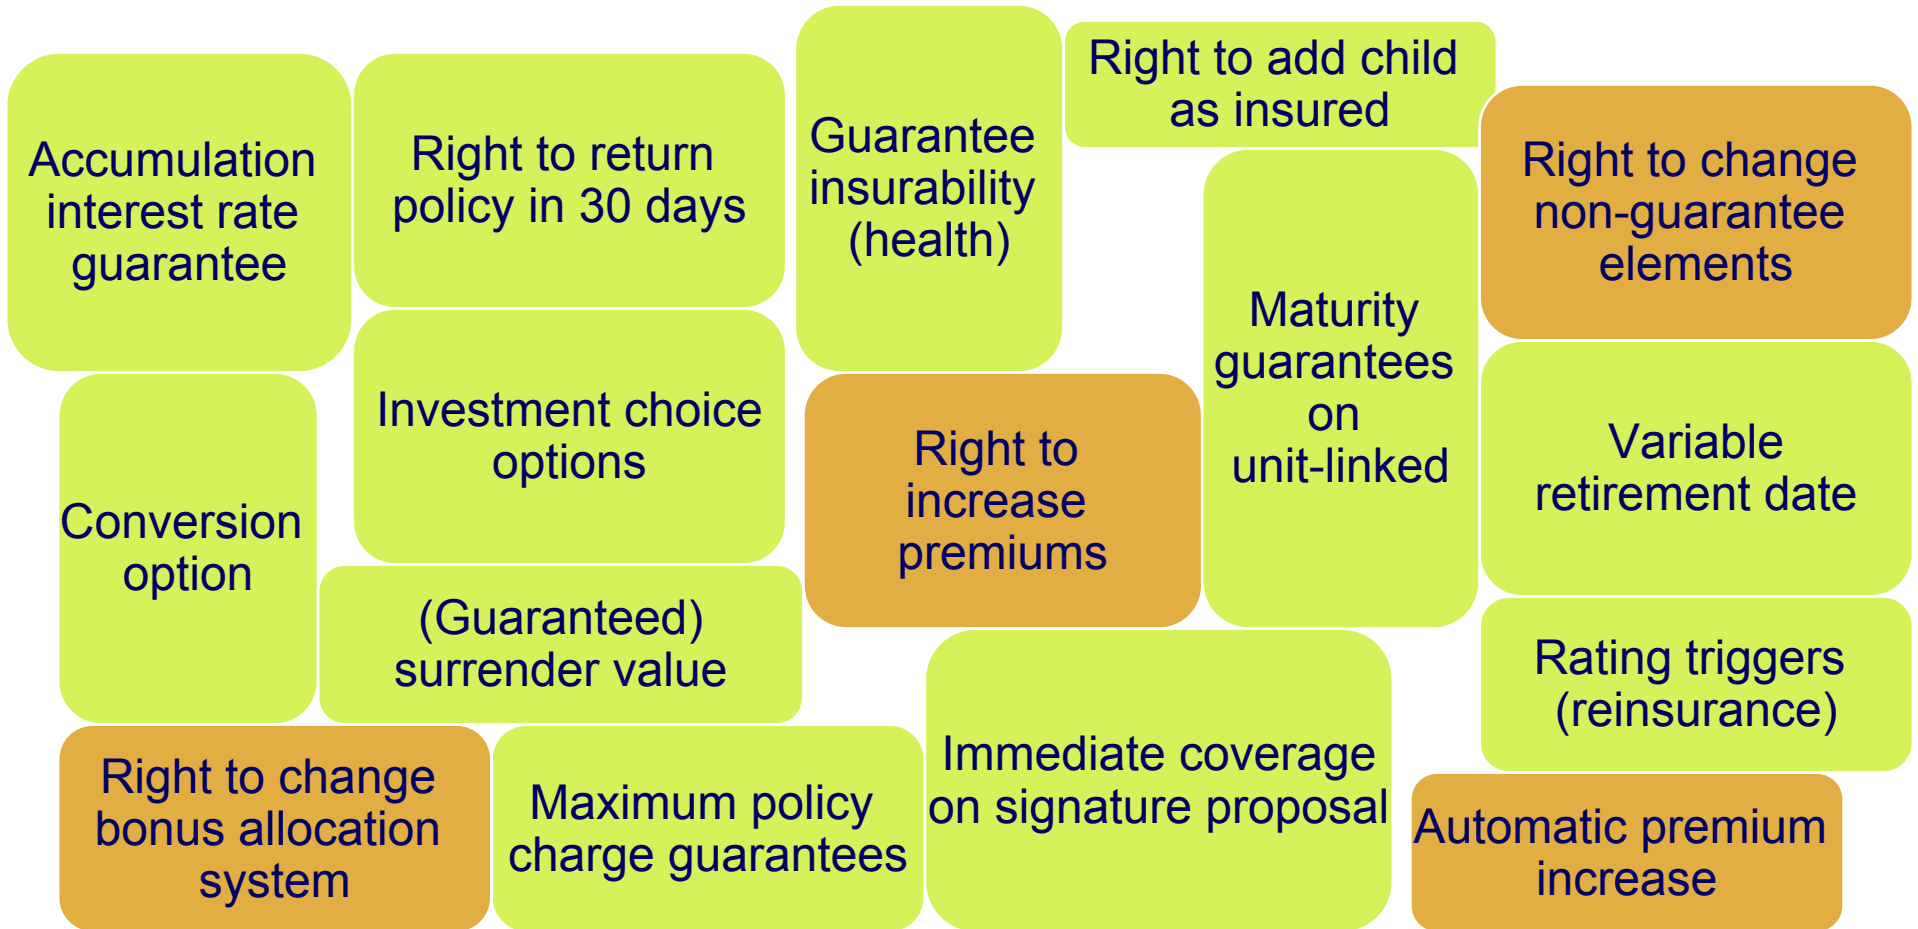 Accumulation
interest rate
guarantee
Right to return
policy in 30 days
Guarantee
insurability
(health)
Right to add child
as insured
Right to change
non-guarantee
elements
Conversion
option
Investment choice
options
Right to
increase
premiums
Maturity
guarantees
on
unit-linked
Variable
retirement date
(Guaranteed)
surrender value
Rating triggers
(reinsurance)
Right to change
bonus allocation
system
Maximum policy
charge guarantees
Immediate coverage
on signature proposal
Automatic premium
increase